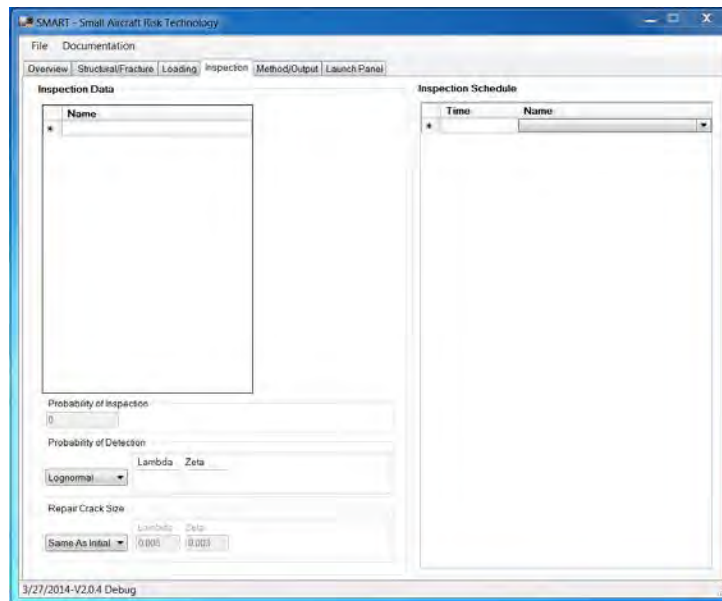 SMART - Small Aircraft Risk Technology
File Documentation
Overview Structural/Fracture Loading Inspection Method/Output Launch Panel
Inspection Data
Name
*
Inspection Schedule
Time Name
*
Probability of Inspection
0
Probability of Detection
Lambda Zeta
Lognormal
Repair Crack Size
Lambda Zeta
Same As Initial 0.005 0.003
3/27/2014-V2.0.4 Debug